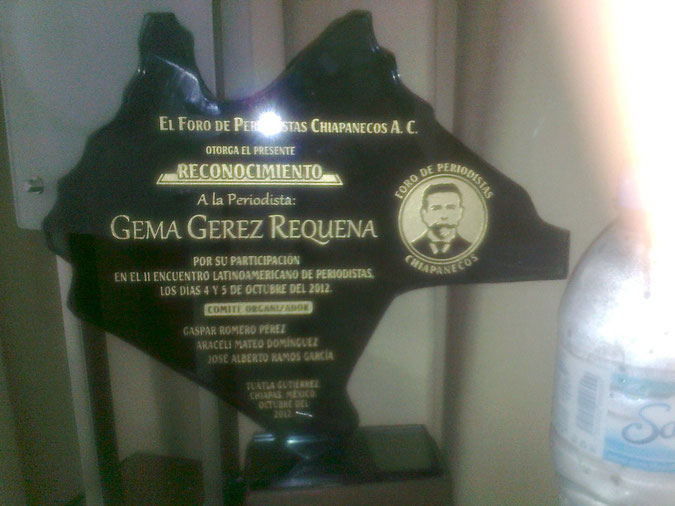 EL FORO DE PERIODISTAS CHIAPANECOS A. C.
OTORGA EL PRESENTE
RECONOCIMIENTO
A la Periodista:
GEMA GEREZ REQUENA
POR SU PARTICIPACIÓN
EN EL II ENCUENTRO LATINOAMERICANO DE PERIODISTAS.
LOS DIAS 4 Y 5 DE OCTUBRE DEL 2012.
COMITÉ ORGANIZADOR
GASPAR ROMERO PÉREZ
ARACELI MATEO DOMÍNGUEZ
JOSÉ ALBERTO RAMOS GARCÍA
TUXTLA GUTIÉRREZ,
CHIAPAS, MÉXICO.
OCTUBRE DEL
2012
FORO DE PERIODISTAS
CHIAPANECOS